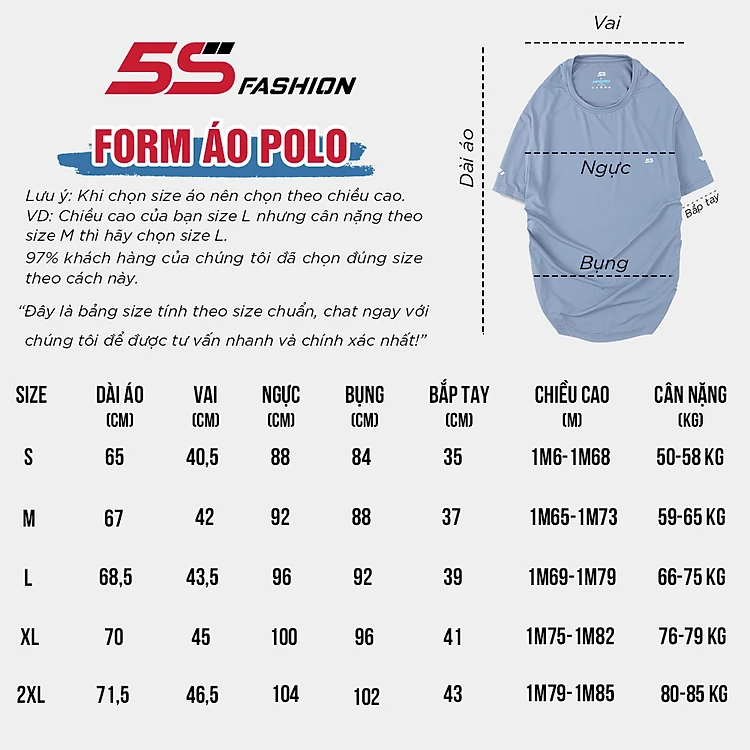 5S FASHION
FORM ÁO POLO
Lưu ý: Khi chọn size áo nên chọn theo chiều cao.
VD: Chiều cao của bạn size L nhưng cân nặng theo
size M thì hãy chọn size L.
97% khách hàng của chúng tôi đã chọn đúng size
theo cách này.
“Đây là bảng size tính theo size chuẩn, chat ngay với
chúng tôi để được tư vấn nhanh và chính xác nhất!”
Vai
Dài áo
5S
Ngực
5S
Bắp tay
Bụng
SIZE DÀI ÁO VAI NGỰC BỤNG BẮP TAY CHIỀU CAO CÂN NẶNG
(CM) (CM) (CM) (CM) (CM) (M) (KG)
S 65 40,5 88 84 35 1M6-1M68 50-58 KG
M 67 42 92 88 37 1M65-1M73 59-65 KG
L 68,5 43,5 96 92 39 1M69-1M79 66-75 KG
XL 70 45 100 96 41 1M75-1M82 76-79 KG
2XL 71,5 46,5 104 102 43 1M79-1M85 80-85 KG